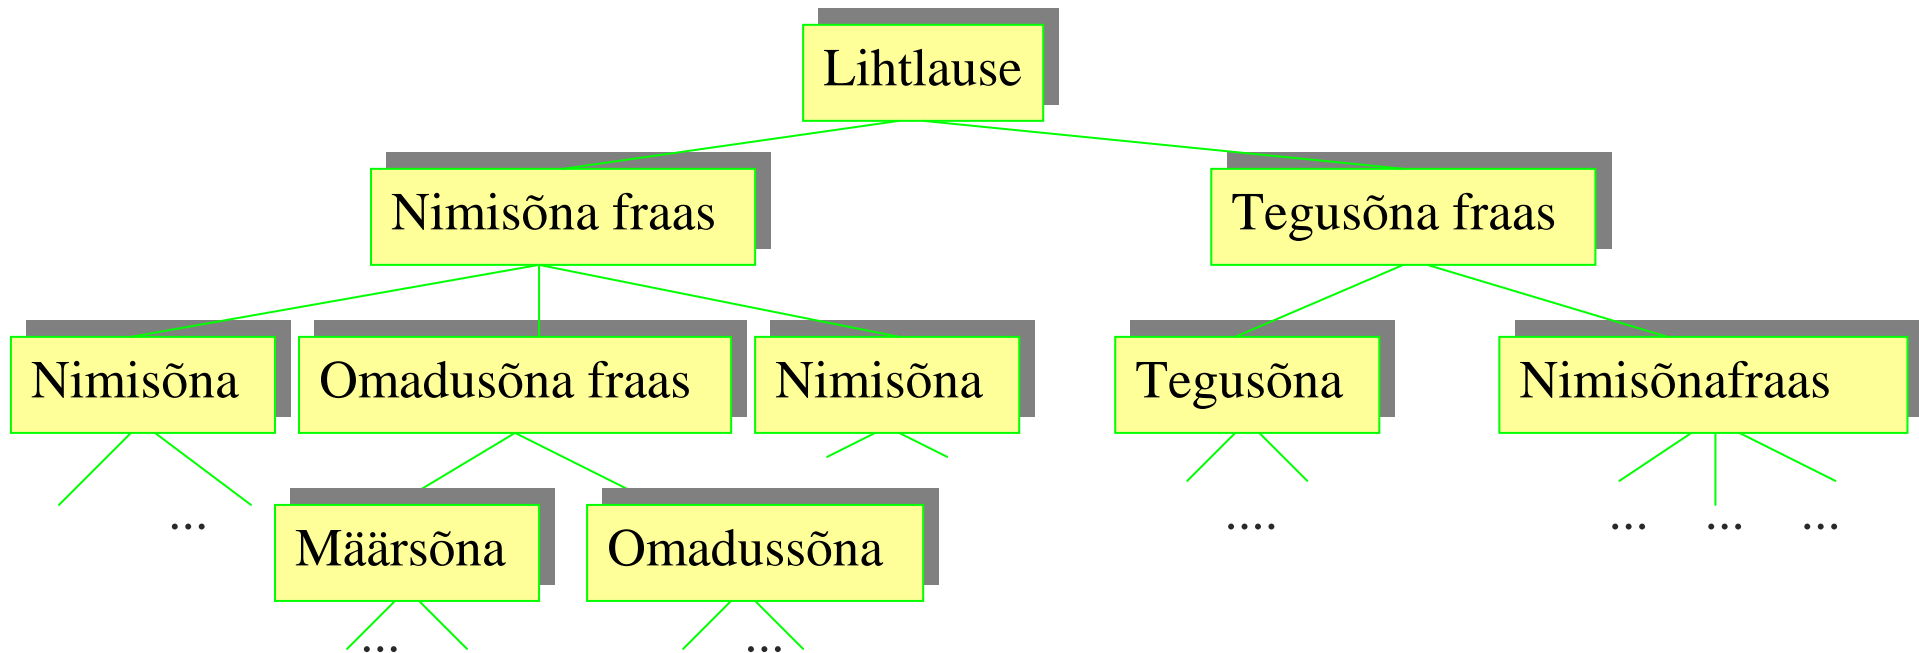 Lihtlause
Nimisõna fraas
Tegusõna fraas
Nimisõna
Omadusõna fraas
Nimisõna
Tegusõna
Nimisõnafraas
...
....
...
...
...
Määrsõna
Omadussõna
...
...